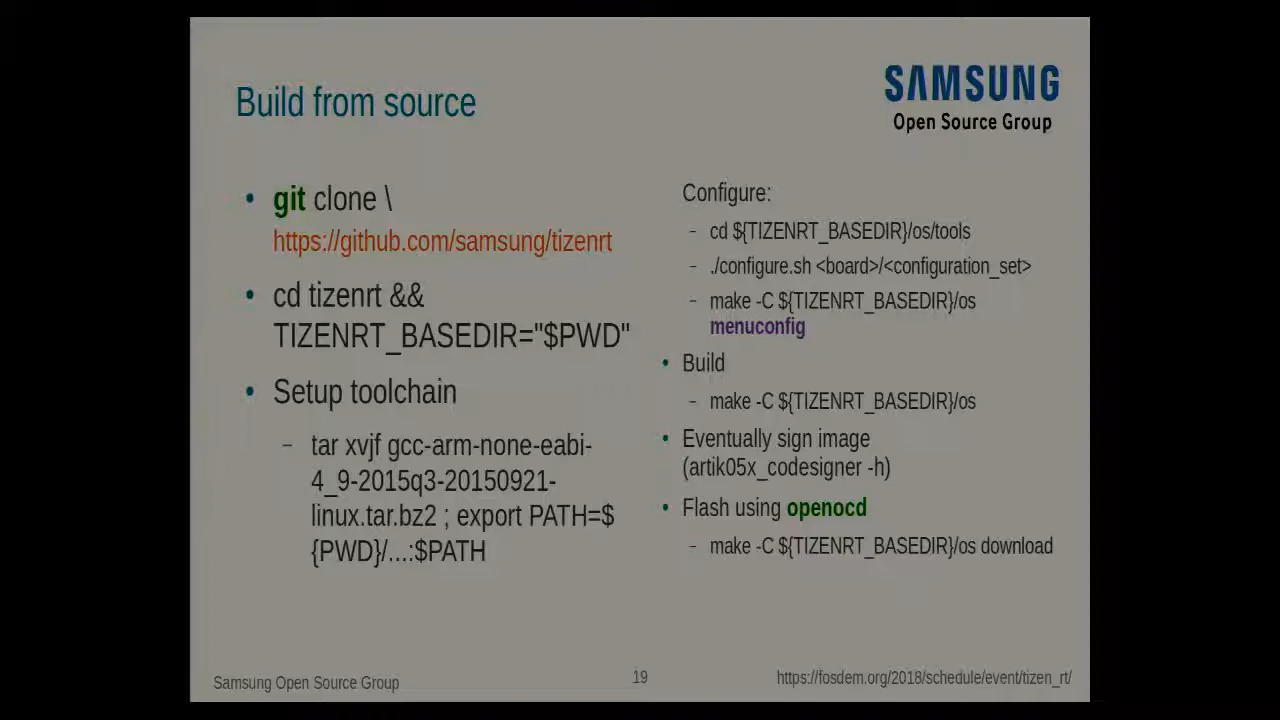 Build from source
SAMSUNG
Open Source Group
• git clone \
https://github.com/samsung/tizenrt
• cd tizenrt &&
TIZENRT_BASEDIR="$PWD"
• Setup toolchain
– tar xvjf gcc-arm-none-eabi-
4_9-2015q3-20150921-
linux.tar.bz2 ; export PATH=$
{PWD}/...:$PATH
Configure:
– cd ${TIZENRT_BASEDIR}/os/tools
– ./configure.sh <board>/<configuration_set>
– make -C ${TIZENRT_BASEDIR}/os
menuconfig
• Build
– make -C ${TIZENRT_BASEDIR}/os
• Eventually sign image
(artik05x_codesigner -h)
• Flash using openocd
– make -C ${TIZENRT_BASEDIR}/os download
Samsung Open Source Group
19
https://fosdem.org/2018/schedule/event/tizen_rt/